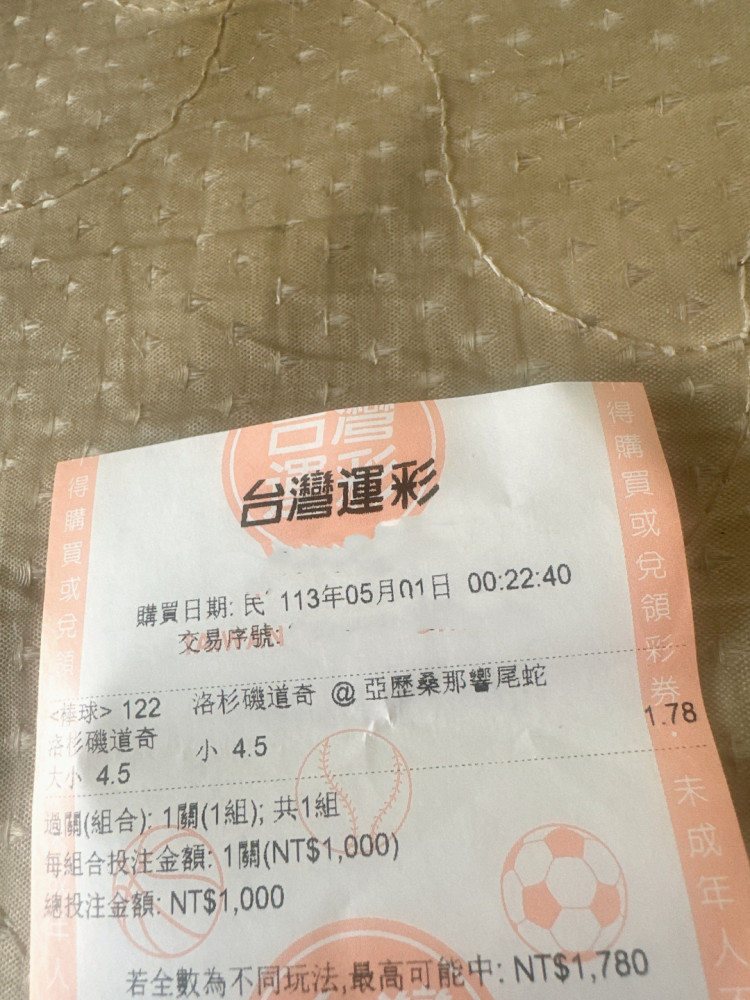 台灣運彩
台灣運彩
購買日期: 民 113年05月01日 00:22:40
交易序號:
<棒球> 122 洛杉磯道奇 @ 亞歷桑那響尾蛇
洛杉磯道奇 小 4.5 1.78
大小 4.5
過關(組合): 1關(1組); 共1組
每組合投注金額: 1關(NT$1,000)
總投注金額: NT$1,000
若全數為不同玩法,最高可能中: NT$1,780
得購買或兌領
得購買或兌領彩券．未成年人